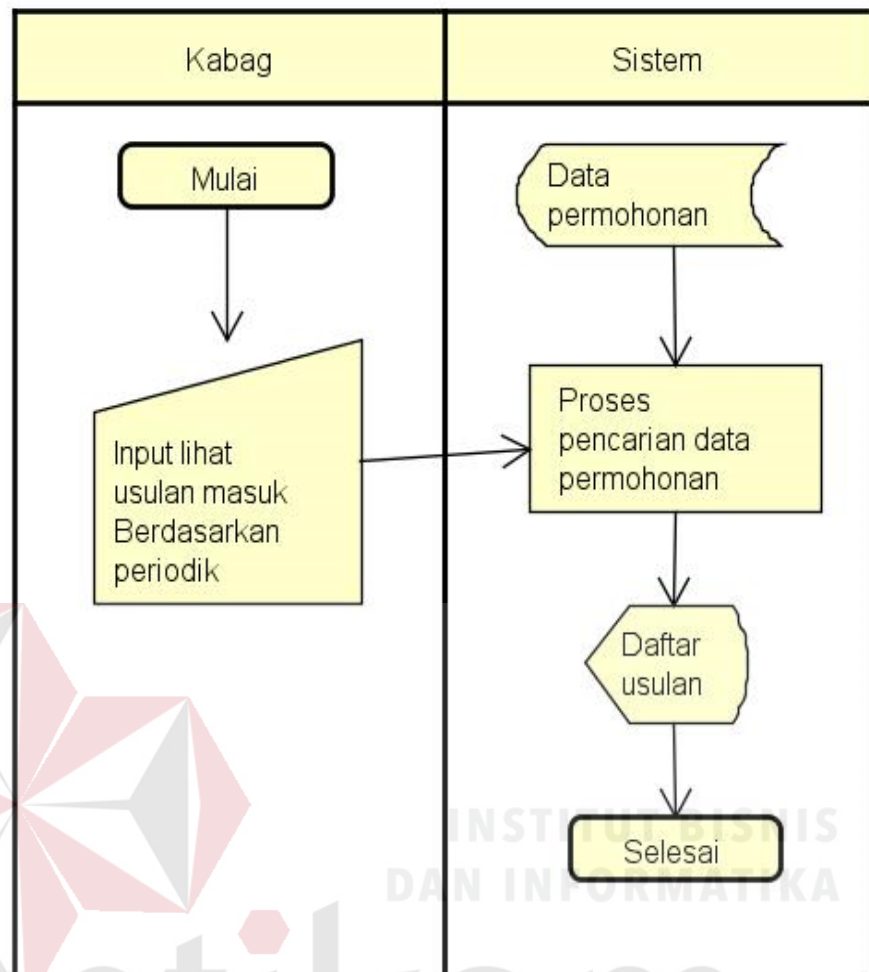 Kabag
Sistem
Mulai
Data
permohonan
Input lihat
usulan masuk
Berdasarkan
periodik
Proses
pencarian data
permohonan
Daftar
usulan
Selesai
INSTITUT BISNIS
DAN INFORMATIKA